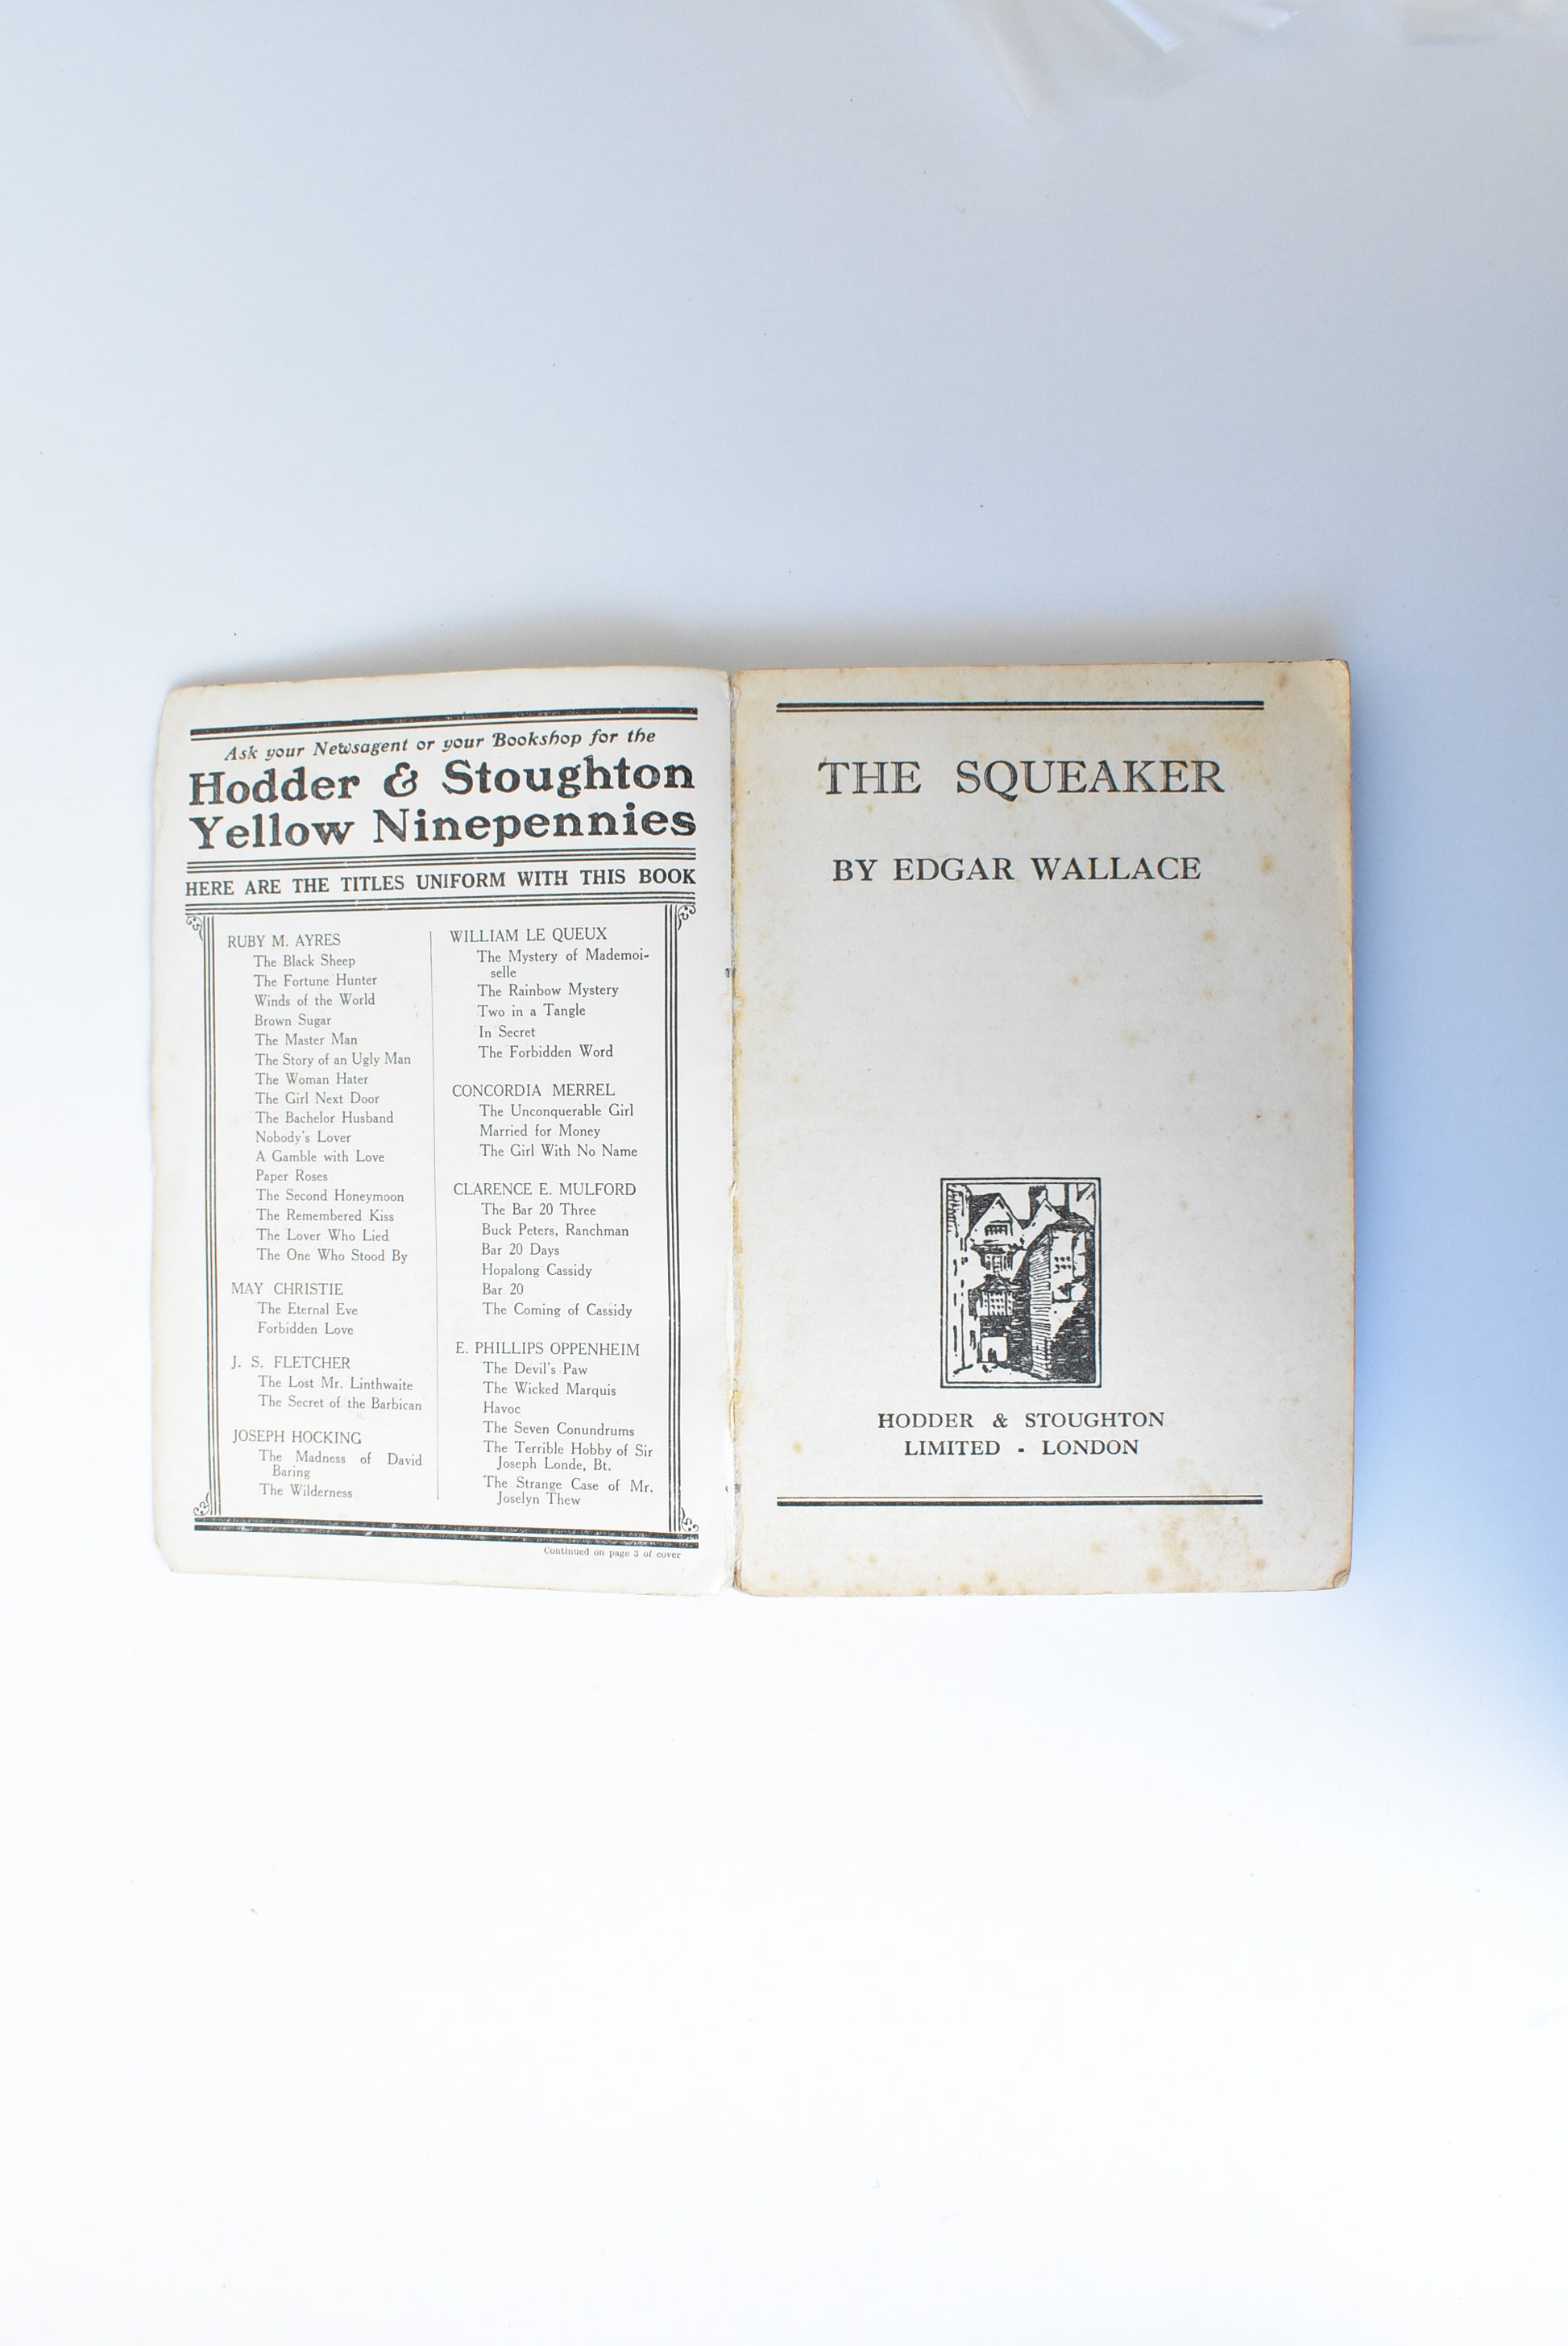 Ask your Newsagent or your Bookshop for the
Hodder & Stoughton
Yellow Ninepennies
HERE ARE THE TITLES UNIFORM WITH THIS BOOK
RUBY M. AYRES
The Black Sheep
The Fortune Hunter
Winds of the World
Brown Sugar
The Master Man
The Story of an Ugly Man
The Woman Hater
The Girl Next Door
The Bachelor Husband
Nobody's Lover
A Gamble with Love
Paper Roses
The Second Honeymoon
The Remembered Kiss
The Lover Who Lied
The One Who Stood By
MAY CHRISTIE
The Eternal Eve
Forbidden Love
J. S. FLETCHER
The Lost Mr. Linthwaite
The Secret of the Barbican
JOSEPH HOCKING
The Madness of David
Baring
The Wilderness
WILLIAM LE QUEUX
The Mystery of Mademoi-
selle
The Rainbow Mystery
Two in a Tangle
In Secret
The Forbidden Word
CONCORDIA MERREL
The Unconquerable Girl
Married for Money
The Girl With No Name
CLARENCE E. MULFORD
The Bar 20 Three
Buck Peters, Ranchman
Bar 20 Days
Hopalong Cassidy
Bar 20
The Coming of Cassidy
E. PHILLIPS OPPENHEIM
The Devil's Paw
The Wicked Marquis
Havoc
The Seven Conundrums
The Terrible Hobby of Sir
Joseph Londe, Bt.
The Strange Case of Mr.
Joselyn Thew
Continued on page 3 of cover
THE SQUEAKER
BY EDGAR WALLACE
HODDER & STOUGHTON
LIMITED - LONDON